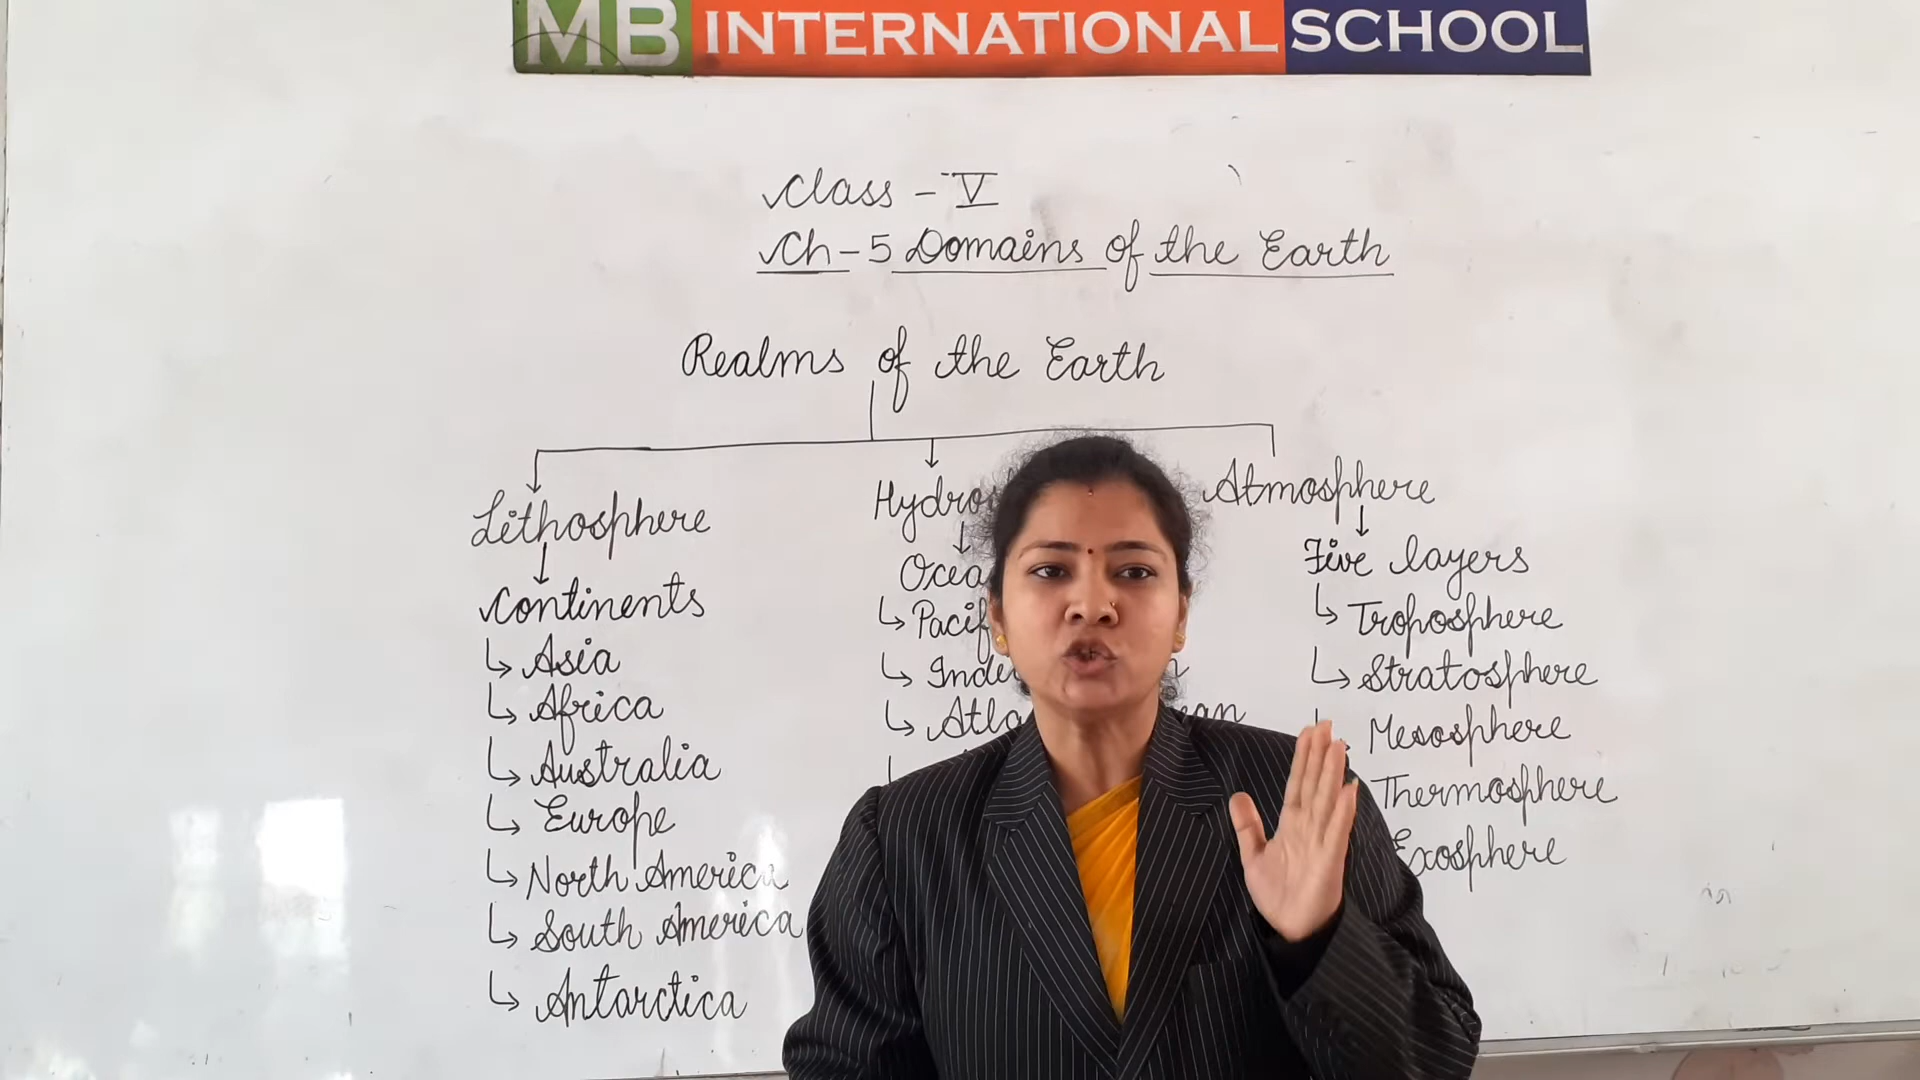 MB INTERNATIONAL SCHOOL
Class - V
Ch - 5 Domains of the Earth
Realms of the Earth
Lithosphere
Continents
Asia
Africa
Australia
Europe
North America
South America
Antarctica
Atmosphere
Five layers
Troposphere
Stratosphere
Mesosphere
Thermosphere
Exosphere